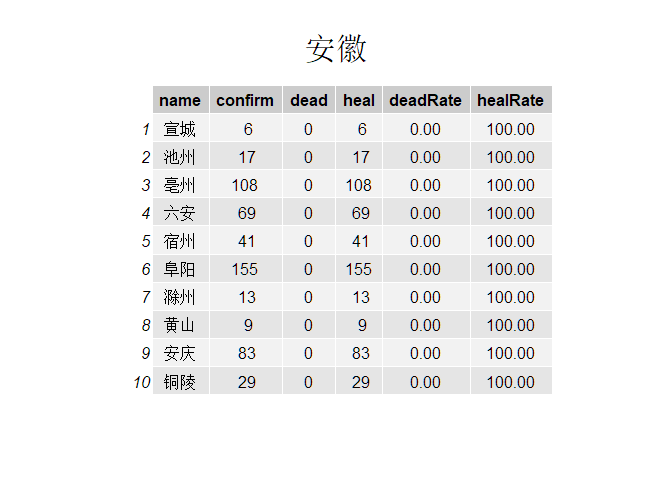 安徽
name confirm dead heal deadRate healRate
1 宣城 6 0 6 0.00 100.00
2 池州 17 0 17 0.00 100.00
3 亳州 108 0 108 0.00 100.00
4 六安 69 0 69 0.00 100.00
5 宿州 41 0 41 0.00 100.00
6 阜阳 155 0 155 0.00 100.00
7 滁州 13 0 13 0.00 100.00
8 黄山 9 0 9 0.00 100.00
9 安庆 83 0 83 0.00 100.00
10 铜陵 29 0 29 0.00 100.00